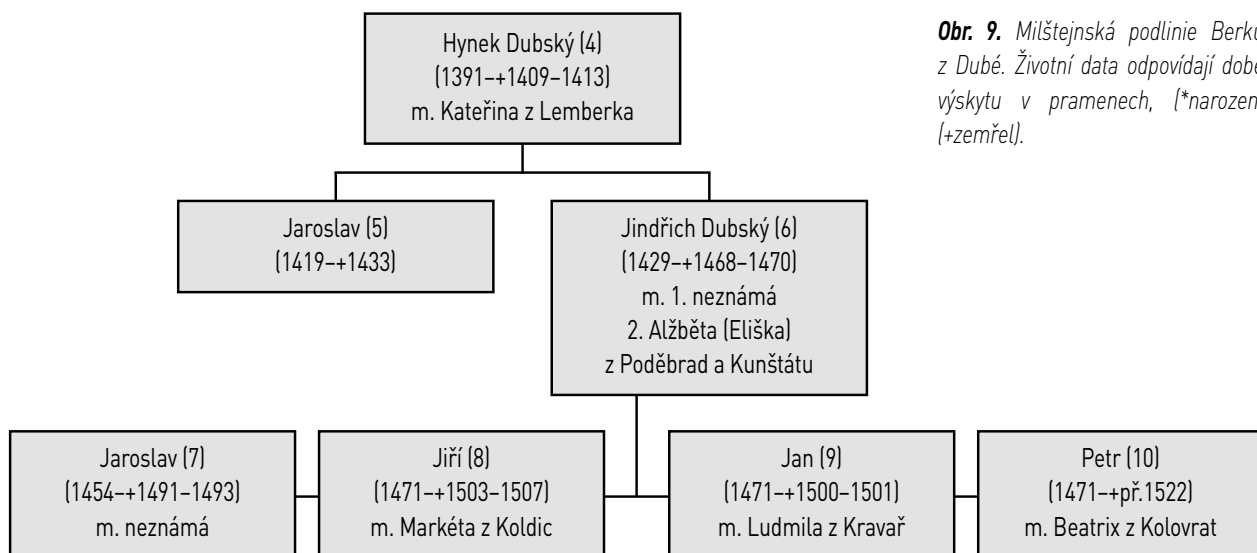 Hynek Dubský (4)
(1391–+1409–1413)
m. Kateřina z Lemberka
Obr. 9. Milštejnská podlinie Berků
z Dubé. Životní data odpovídají době
výskytu v pramenech, (*narozen)
(+zemřel).
Jaroslav (5)
(1419–+1433)
Jindřich Dubský (6)
(1429–+1468–1470)
m. 1. neznámá
2. Alžběta (Eliška)
z Poděbrad a Kunštátu
Jaroslav (7)
(1454–+1491–1493)
m. neznámá
Jiří (8)
(1471–+1503–1507)
m. Markéta z Koldic
Jan (9)
(1471–+1500–1501)
m. Ludmila z Kravař
Petr (10)
(1471–+př.1522)
m. Beatrix z Kolovrat